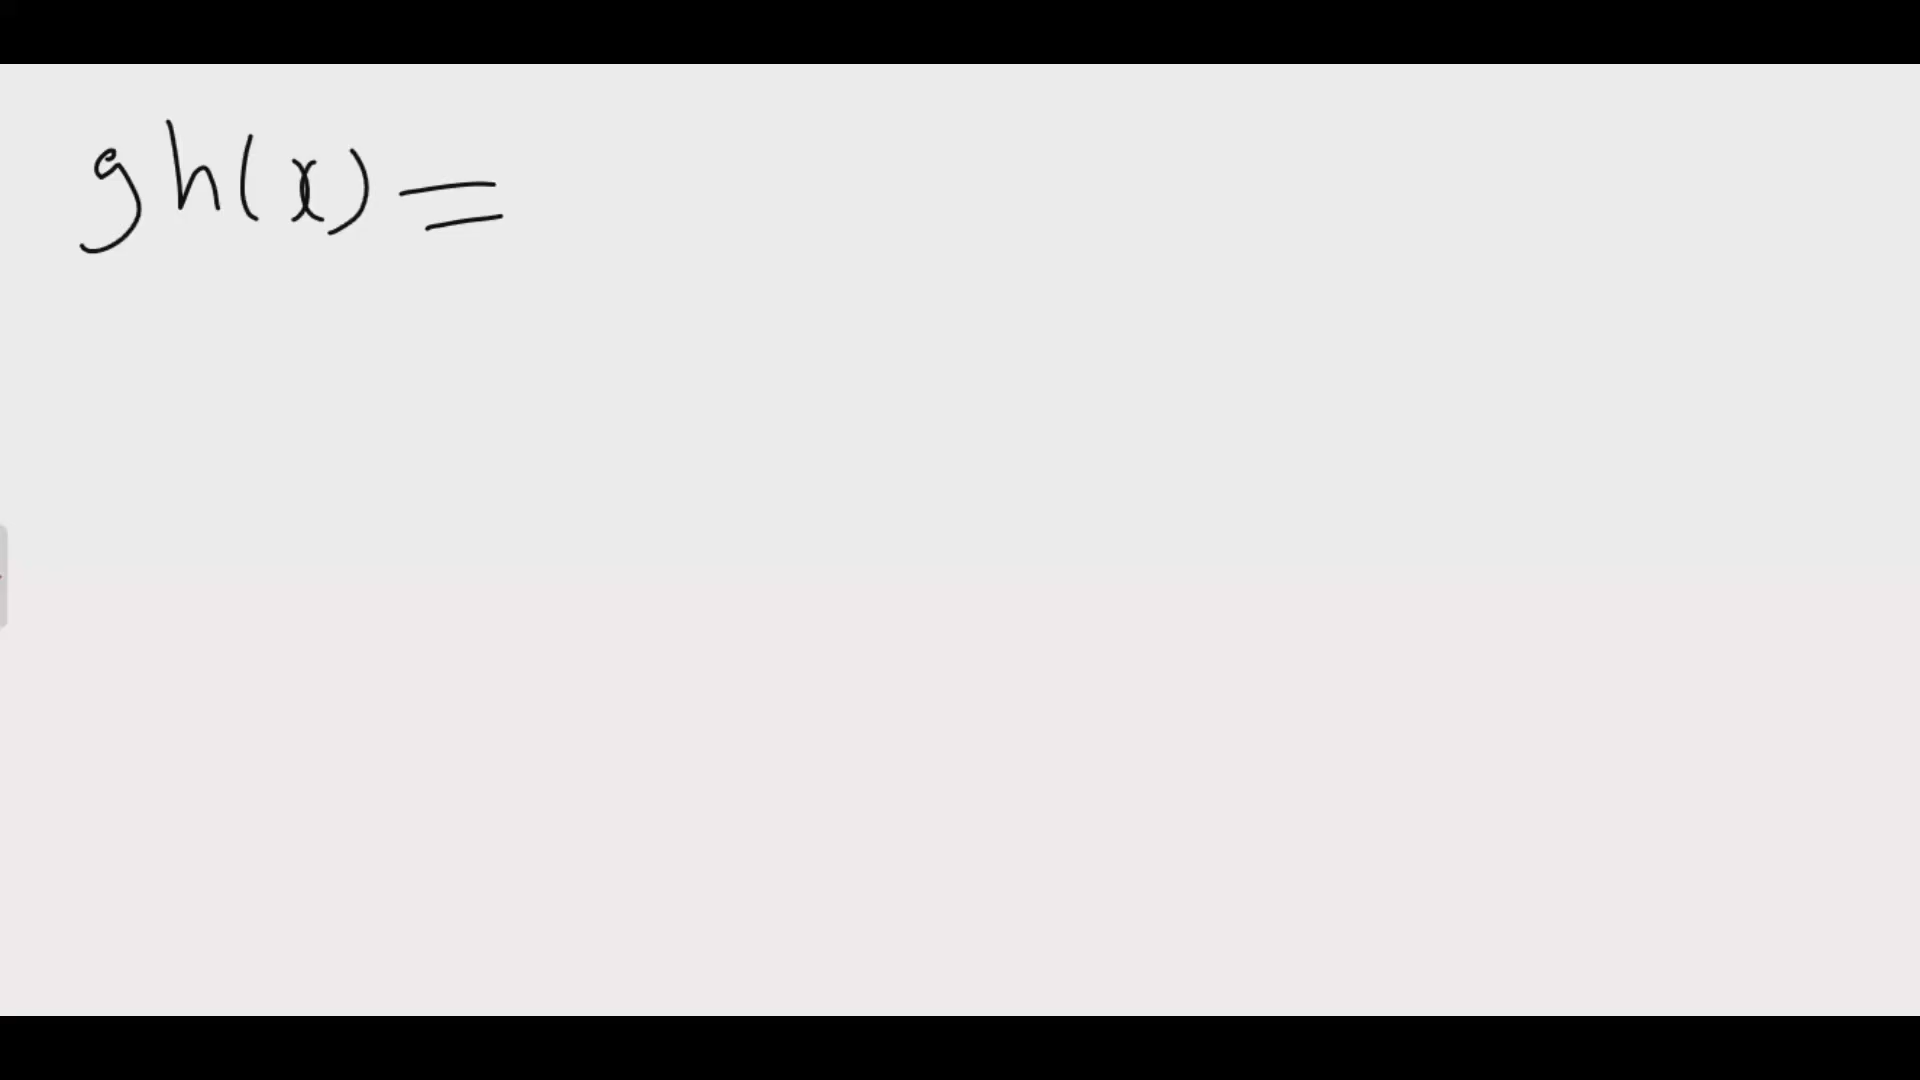 gh(x) =